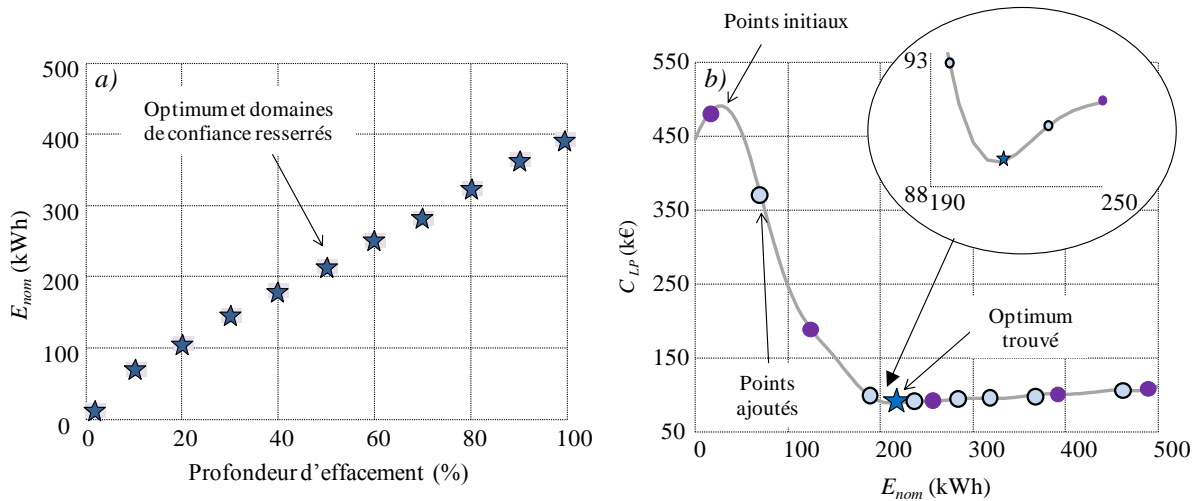 a)
500
400
300
200
100
0
Optimum et domaines
de confiance resserrés
E_nom (kWh)
0
20
40
60
80
100
Profondeur d’effacement (%)
Points initiaux
b)
550
450
350
250
150
50
C_LP (k€)
93
88
190
250
Optimum
trouvé
Points
ajoutés
0
100
200
300
400
500
E_nom (kWh)